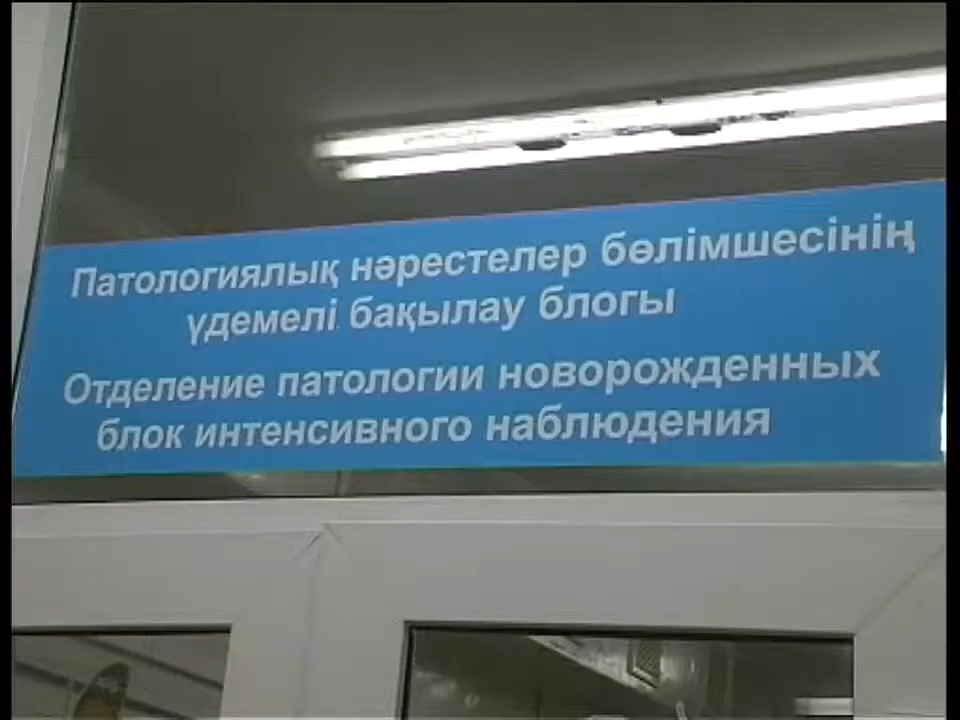 Патологиялық нәрестелер бөлімшесінің
үдемелі бақылау блогы
Отделение патологии новорожденных
блок интенсивного наблюдения